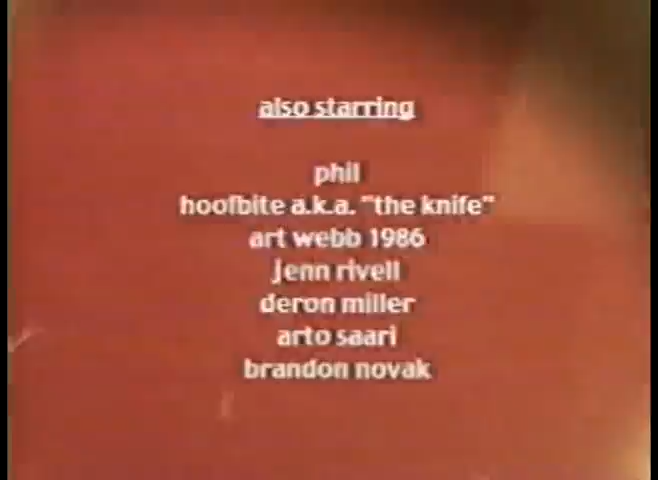 also starring
phil
hoofbite a.k.a. "the knife"
art webb 1986
Jenn rivell
deron miller
arto saari
brandon novak